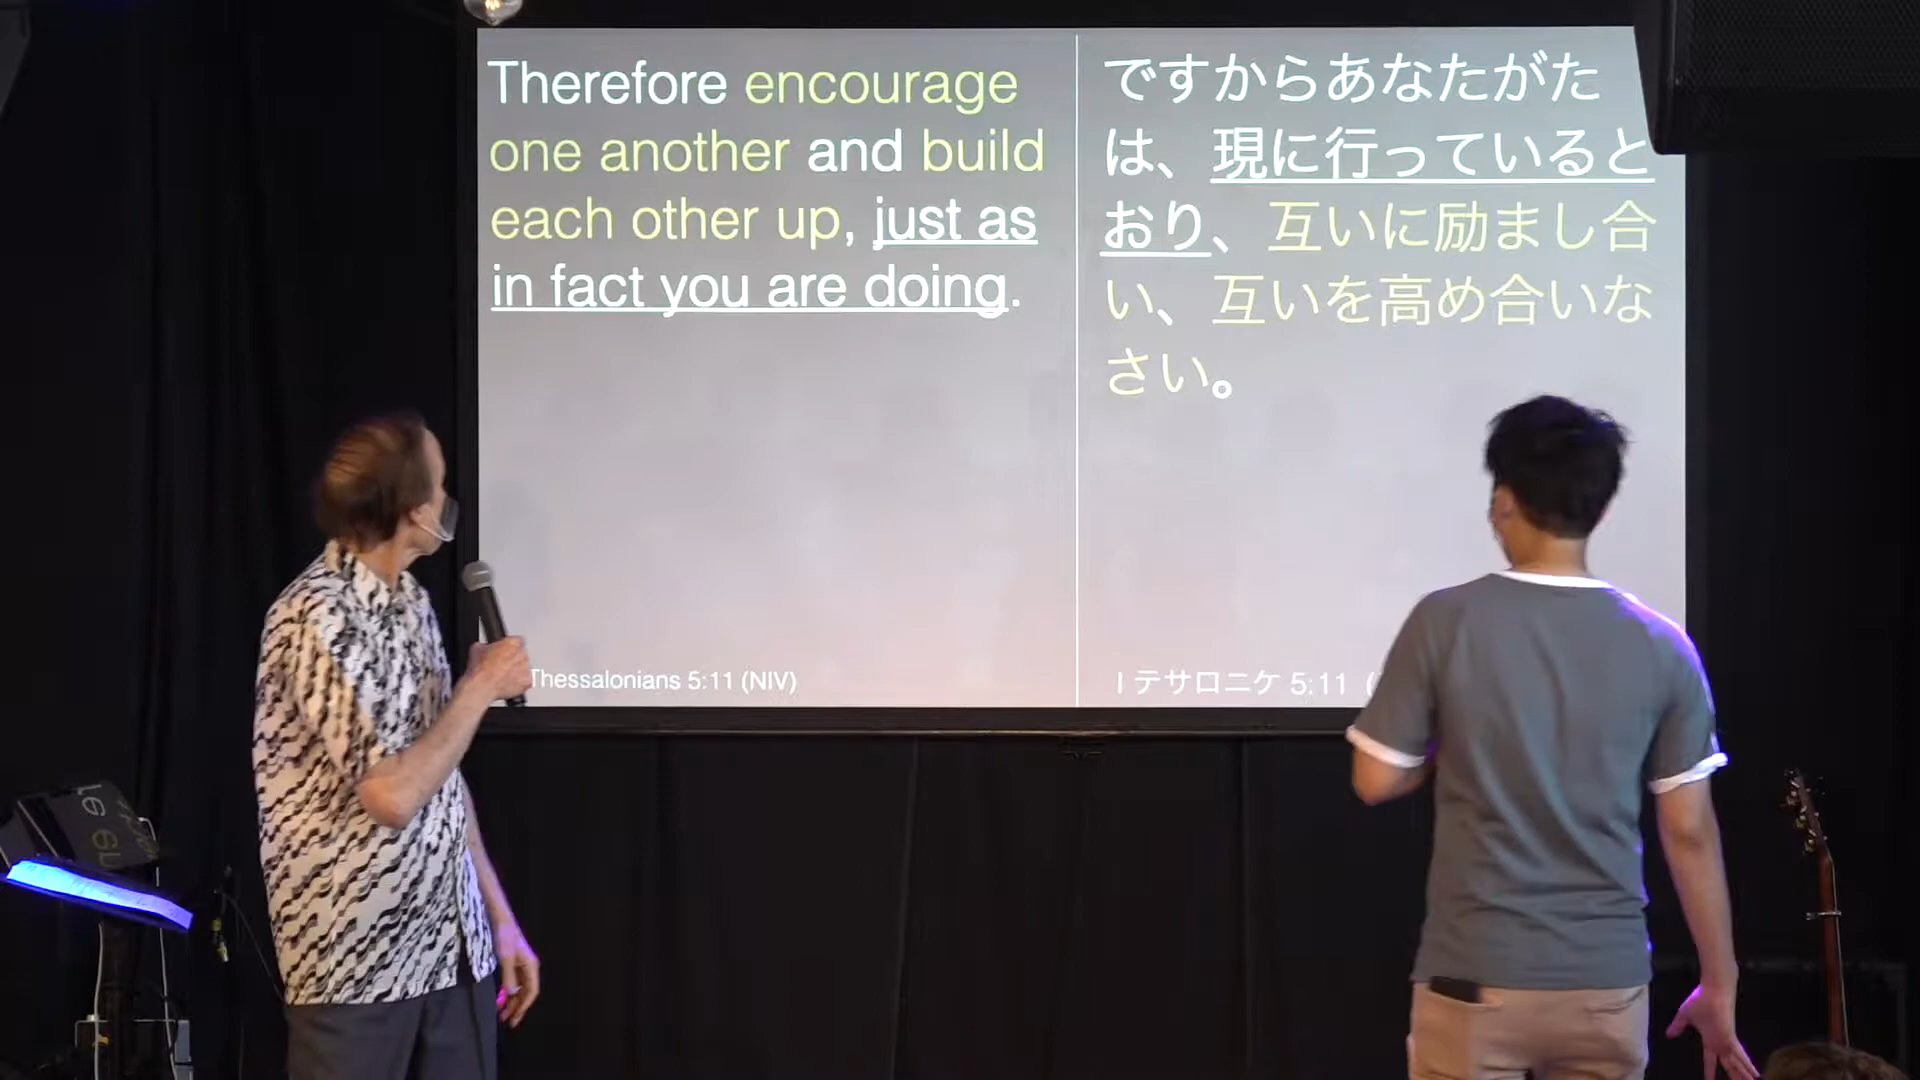 Therefore encourage
one another and build
each other up, just as
in fact you are doing.
Thessalonians 5:11 (NIV)
ですからあなたがた
は、現に行っていると
おり、互いに励まし合
い、互いを高め合いな
さい。
I テサロニケ 5:11 (